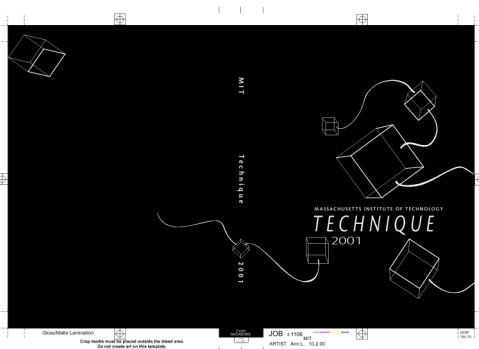 MIT
Technique
2001
MASSACHUSETTS INSTITUTE OF TECHNOLOGY
TECHNIQUE
2001
Gloss/Matte Lamination
Crop marks must be placed outside the bleed area.
Do not create art on this template.
JOB # 1106
MIT
ARTIST Ann L. 10.2.00